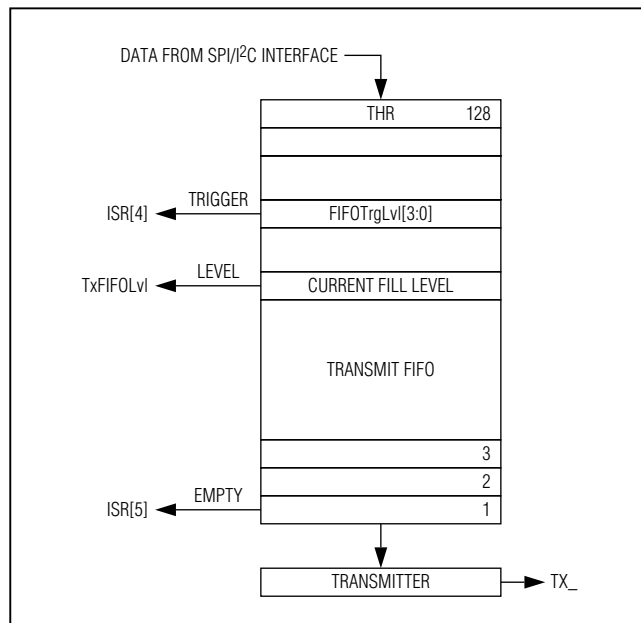 DATA FROM SPI/I²C INTERFACE
THR 128
TRIGGER
ISR[4]
FIFOTrgLvl[3:0]
LEVEL
TxFIFOLvl
CURRENT FILL LEVEL
TRANSMIT FIFO
3
2
EMPTY
ISR[5]
1
TRANSMITTER
TX_